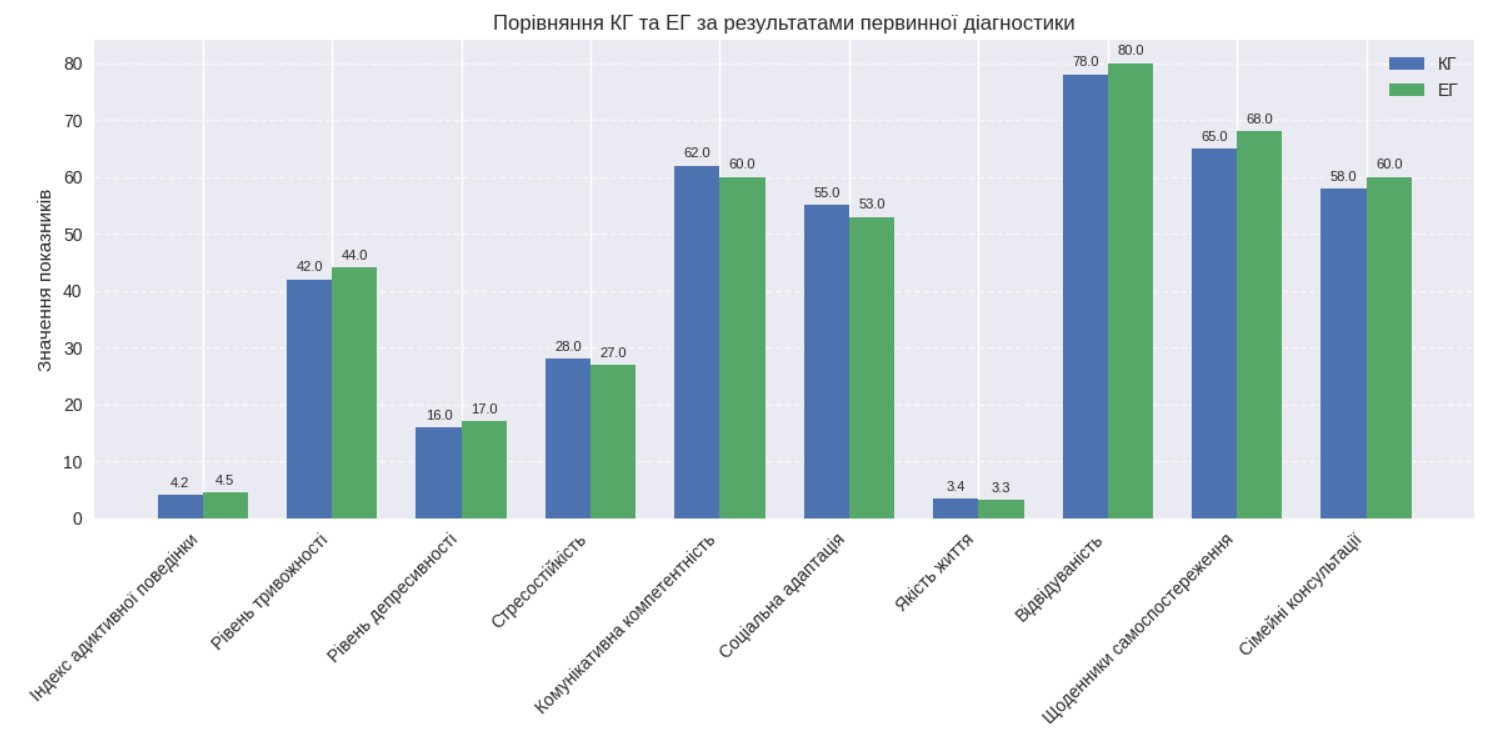 Порівняння КГ та ЕГ за результатами первинної діагностики
КГ
ЕГ
Значення показників
80
70
60
50
40
30
20
10
0
4.2
4.5
42.0
44.0
16.0
17.0
28.0
27.0
62.0
60.0
55.0
53.0
3.4
3.3
78.0
80.0
65.0
68.0
58.0
60.0
Індекс адиктивної поведінки
Рівень тривожності
Рівень депресивності
Стресостійкість
Комунікативна компетентність
Соціальна адаптація
Якість життя
Відвідуваність
Щоденники самоспостереження
Сімейні консультації